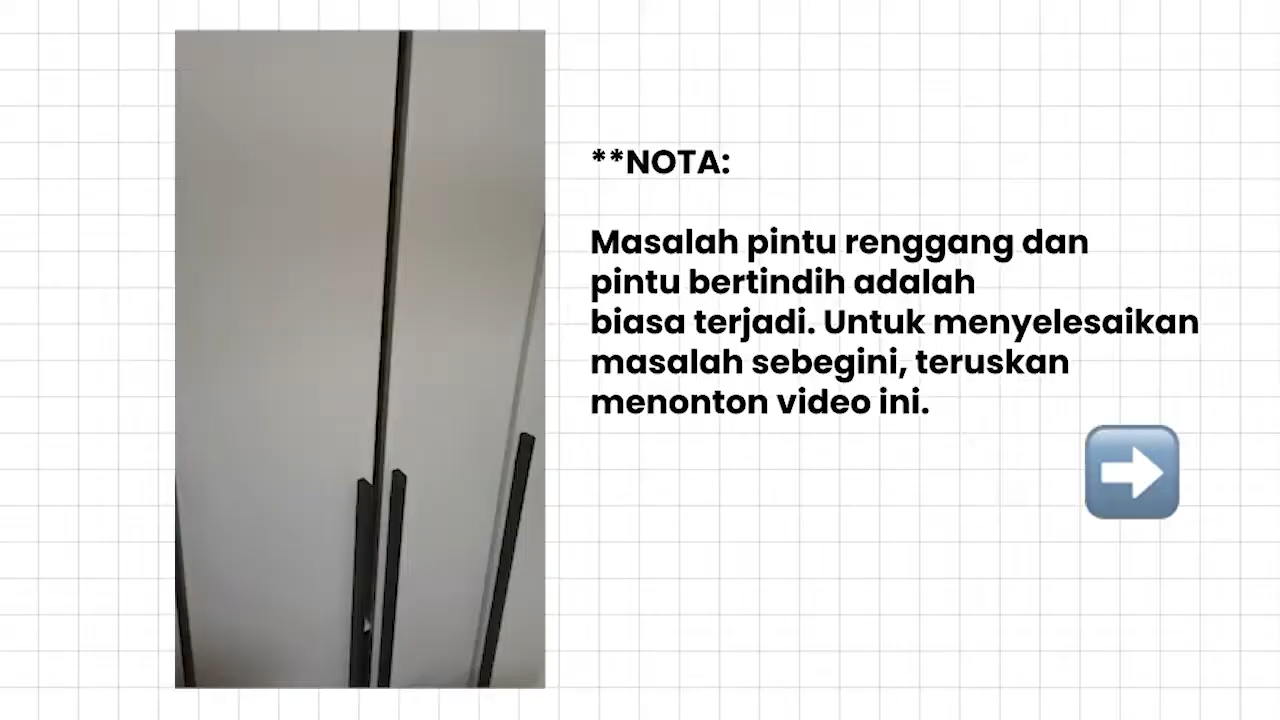 **NOTA:
Masalah pintu renggang dan
pintu bertindih adalah
biasa terjadi. Untuk menyelesaikan
masalah sebegini, teruskan
menonton video ini.